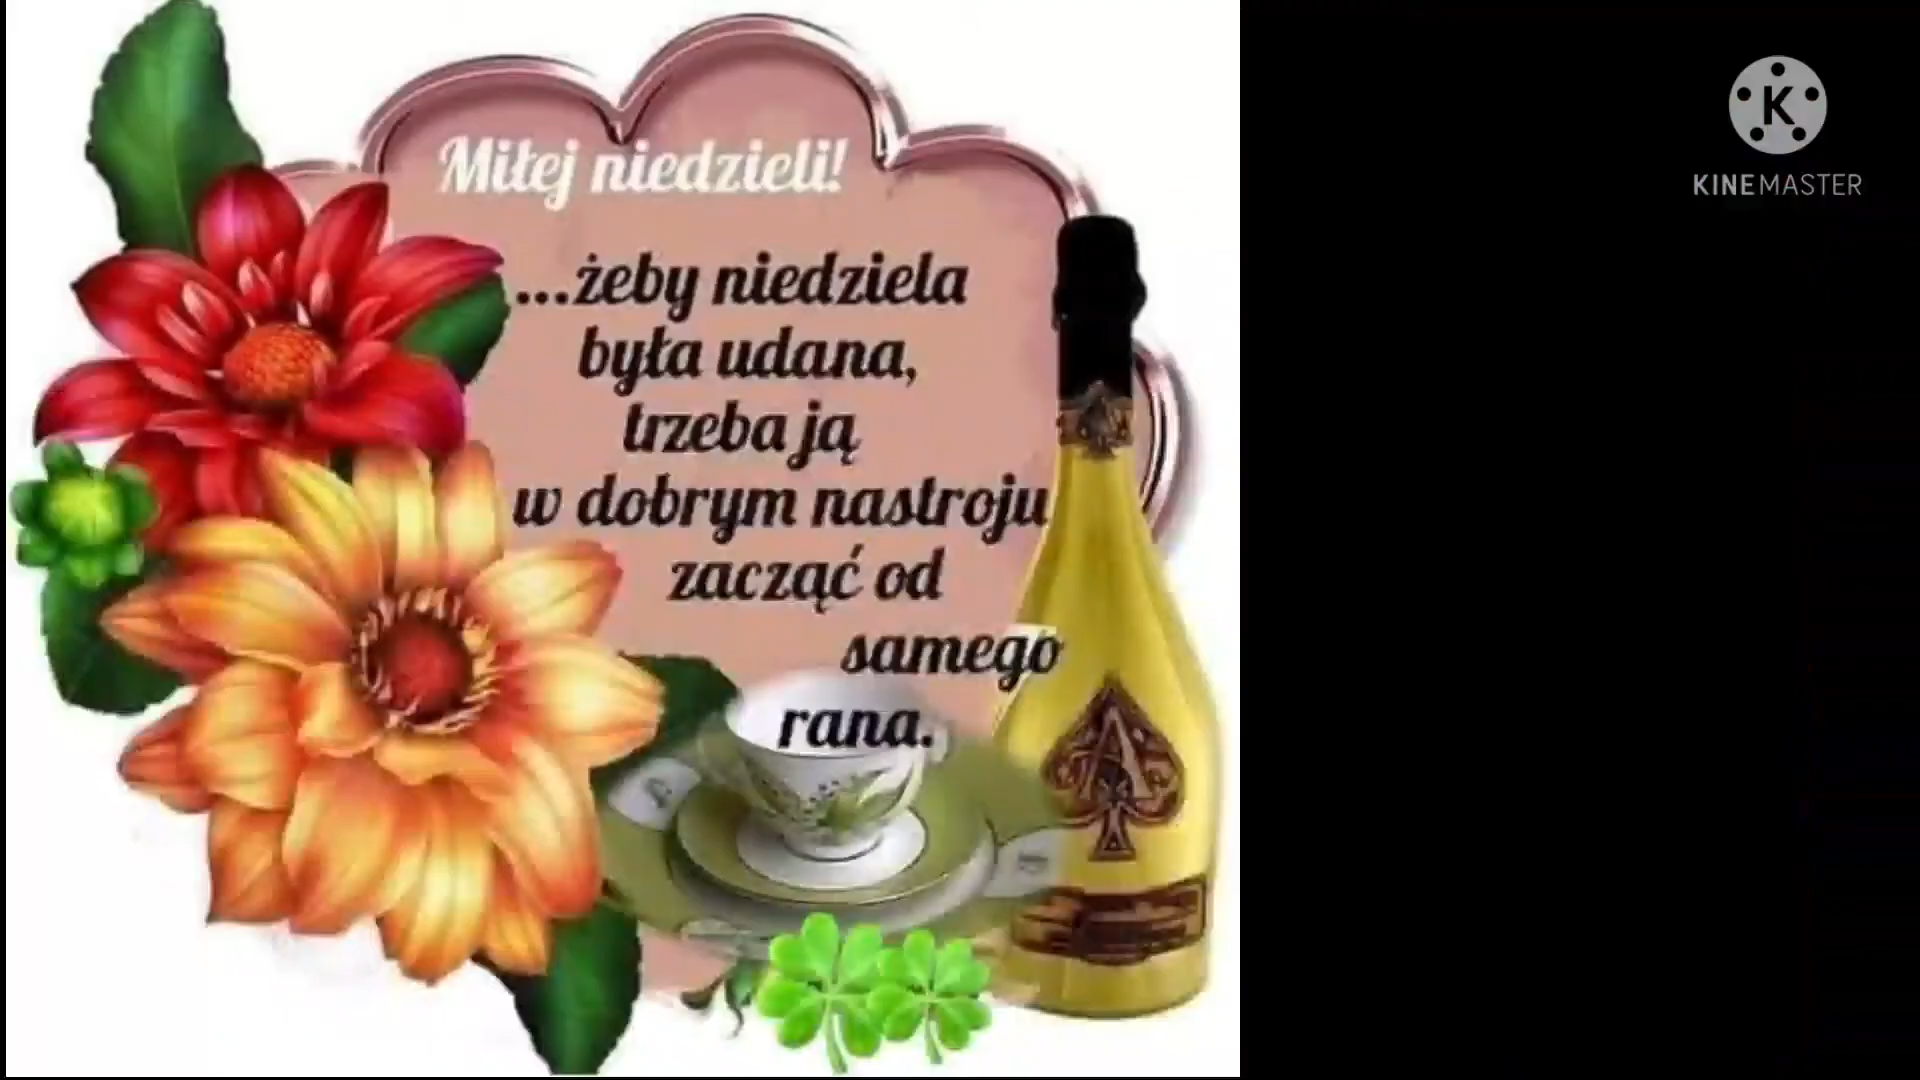 Miłej niedzieli!
...żeby niedziela
była udana,
trzeba ją
w dobrym nastroju
zacząć od
samego
rana.
K
KINEMASTER
A